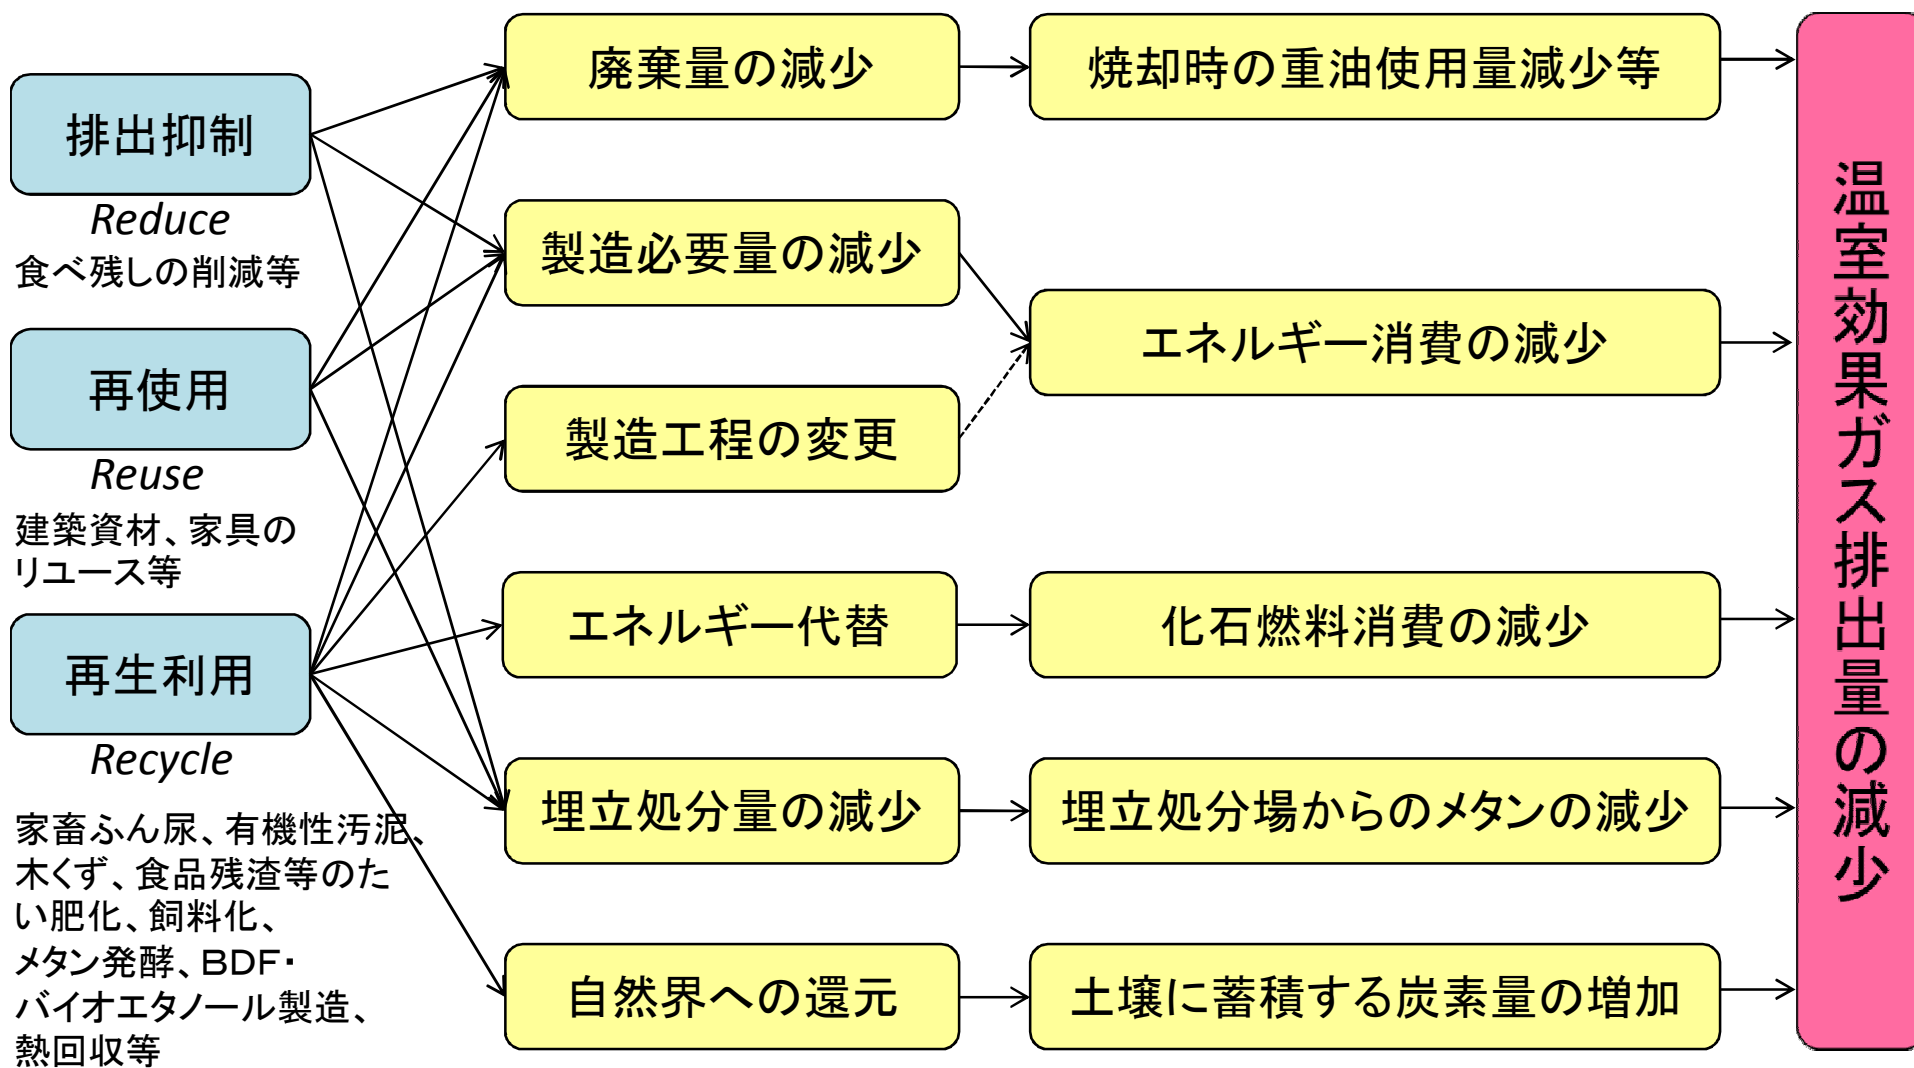 排出抑制
Reduce
食べ残しの削減等
再使用
Reuse
建築資材、家具の
リユース等
再生利用
Recycle
家畜ふん尿、有機性汚泥、
木くず、食品残渣等のた
い肥化、飼料化、
メタン発酵、BDF・
バイオエタノール製造、
熱回収等
廃棄量の減少
製造必要量の減少
製造工程の変更
エネルギー代替
埋立処分量の減少
自然界への還元
焼却時の重油使用量減少等
エネルギー消費の減少
化石燃料消費の減少
埋立処分場からのメタンの減少
土壌に蓄積する炭素量の増加
温室効果ガス排出量の減少